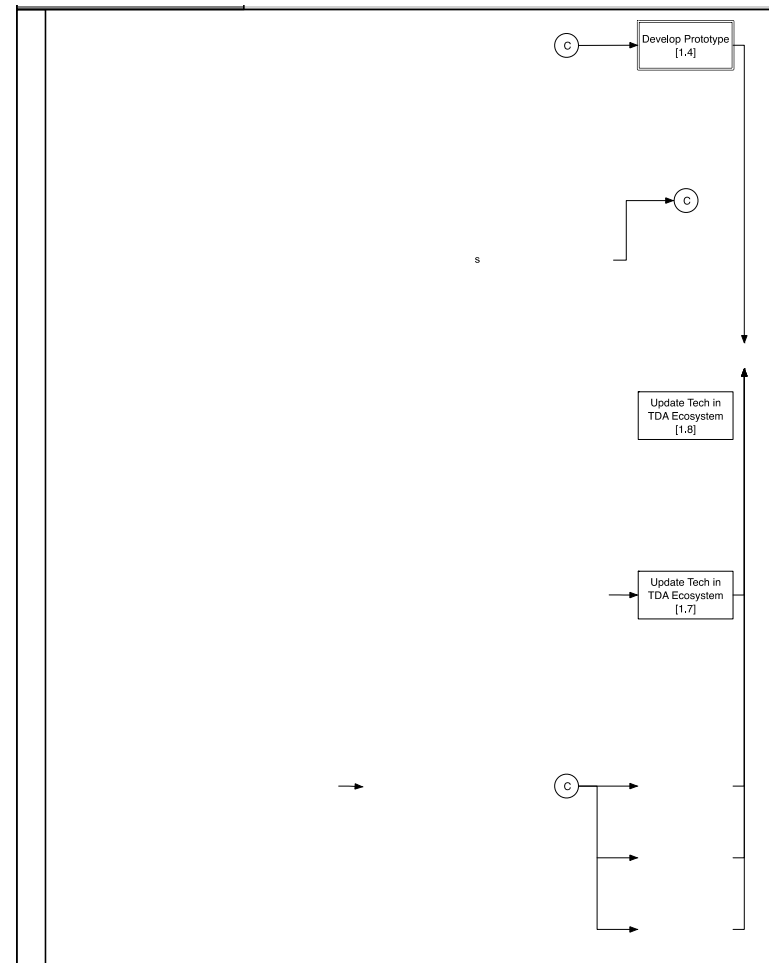 C
Develop Prototype
[1.4]
C
s
Update Tech in
TDA Ecosystem
[1.8]
Update Tech in
TDA Ecosystem
[1.7]
C